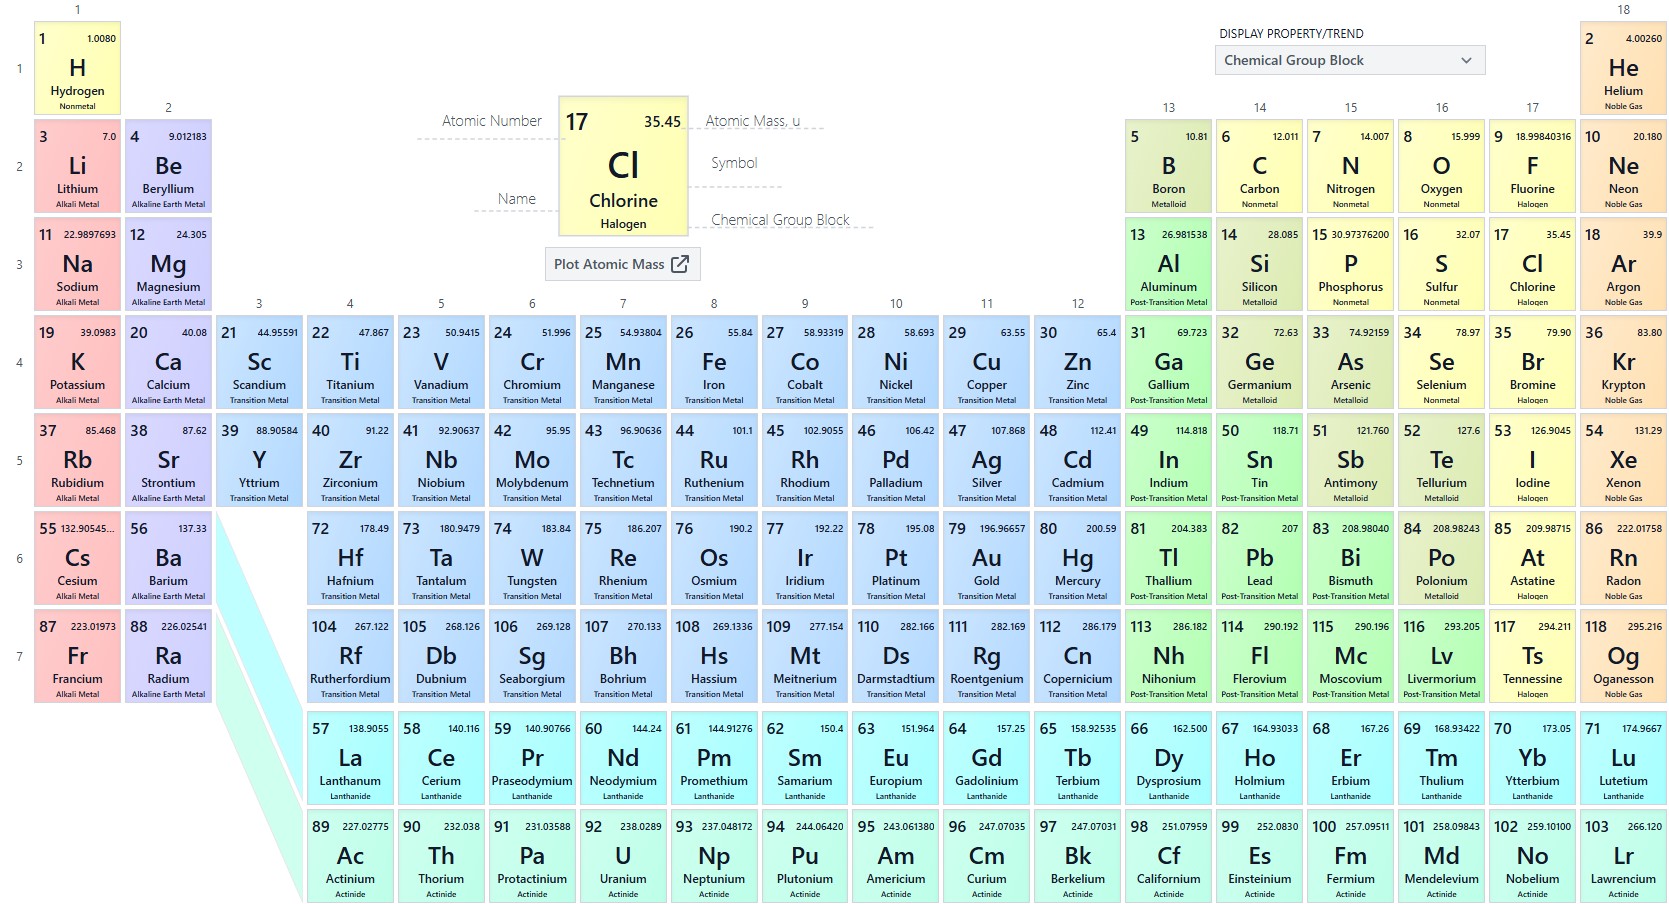 1 18
DISPLAY PROPERTY/TREND
Chemical Group Block
1 1.0080 2 4.00260
1 H He
Hydrogen Helium
Nonmetal Noble Gas
2 13 14 15 16 17
Atomic Number 17 35.45 Atomic Mass, u
Cl Symbol
Name Chlorine
Halogen Chemical Group Block
Plot Atomic Mass
3 7.0 4 9.012183 5 10.81 6 12.011 7 14.007 8 15.999 9 18.99840316 10 20.180
2 Li Be B C N O F Ne
Lithium Beryllium Boron Carbon Nitrogen Oxygen Fluorine Neon
Alkali Metal Alkaline Earth Metal Metalloid Nonmetal Nonmetal Nonmetal Halogen Noble Gas
11 22.9897693 12 24.305 13 26.981538 14 28.085 15 30.97376200 16 32.07 17 35.45 18 39.9
3 Na Mg Al Si P S Cl Ar
Sodium Magnesium Aluminum Silicon Phosphorus Sulfur Chlorine Argon
Alkali Metal Alkaline Earth Metal Post-Transition Metal Metalloid Nonmetal Nonmetal Halogen Noble Gas
3 4 5 6 7 8 9 10 11 12
19 39.0983 20 40.08 21 44.95591 22 47.867 23 50.9415 24 51.996 25 54.93804 26 55.84 27 58.93319 28 58.693 29 63.55 30 65.4 31 69.723 32 72.63 33 74.92159 34 78.97 35 79.90 36 83.80
4 K Ca Sc Ti V Cr Mn Fe Co Ni Cu Zn Ga Ge As Se Br Kr
Potassium Calcium Scandium Titanium Vanadium Chromium Manganese Iron Cobalt Nickel Copper Zinc Gallium Germanium Arsenic Selenium Bromine Krypton
Alkali Metal Alkaline Earth Metal Transition Metal Transition Metal Transition Metal Transition Metal Transition Metal Transition Metal Transition Metal Transition Metal Transition Metal Transition Metal Post-Transition Metal Metalloid Metalloid Nonmetal Halogen Noble Gas
37 85.468 38 87.62 39 88.90584 40 91.22 41 92.90637 42 95.95 43 96.90636 44 101.1 45 102.9055 46 106.42 47 107.868 48 112.41 49 114.818 50 118.71 51 121.760 52 127.6 53 126.9045 54 131.29
5 Rb Sr Y Zr Nb Mo Tc Ru Rh Pd Ag Cd In Sn Sb Te I Xe
Rubidium Strontium Yttrium Zirconium Niobium Molybdenum Technetium Ruthenium Rhodium Palladium Silver Cadmium Indium Tin Antimony Tellurium Iodine Xenon
Alkali Metal Alkaline Earth Metal Transition Metal Transition Metal Transition Metal Transition Metal Transition Metal Transition Metal Transition Metal Transition Metal Transition Metal Transition Metal Post-Transition Metal Post-Transition Metal Metalloid Metalloid Halogen Noble Gas
55 132.90545... 56 137.33 72 178.49 73 180.9479 74 183.84 75 186.207 76 190.2 77 192.22 78 195.08 79 196.96657 80 200.59 81 204.383 82 207 83 208.98040 84 208.98243 85 209.98715 86 222.01758
6 Cs Ba Hf Ta W Re Os Ir Pt Au Hg Tl Pb Bi Po At Rn
Cesium Barium Hafnium Tantalum Tungsten Rhenium Osmium Iridium Platinum Gold Mercury Thallium Lead Bismuth Polonium Astatine Radon
Alkali Metal Alkaline Earth Metal Transition Metal Transition Metal Transition Metal Transition Metal Transition Metal Transition Metal Transition Metal Transition Metal Transition Metal Post-Transition Metal Post-Transition Metal Post-Transition Metal Metalloid Halogen Noble Gas
87 223.01973 88 226.02541 104 267.122 105 268.126 106 269.128 107 270.133 108 269.1336 109 277.154 110 282.166 111 282.169 112 286.179 113 286.182 114 290.192 115 290.196 116 293.205 117 294.211 118 295.216
7 Fr Ra Rf Db Sg Bh Hs Mt Ds Rg Cn Nh Fl Mc Lv Ts Og
Francium Radium Rutherfordium Dubnium Seaborgium Bohrium Hassium Meitnerium Darmstadtium Roentgenium Copernicium Nihonium Flerovium Moscovium Livermorium Tennessine Oganesson
Alkali Metal Alkaline Earth Metal Transition Metal Transition Metal Transition Metal Transition Metal Transition Metal Transition Metal Transition Metal Transition Metal Transition Metal Post-Transition Metal Post-Transition Metal Post-Transition Metal Post-Transition Metal Halogen Noble Gas
57 138.9055 58 140.116 59 140.90766 60 144.24 61 144.91276 62 150.4 63 151.964 64 157.25 65 158.92535 66 162.500 67 164.93033 68 167.26 69 168.93422 70 173.05 71 174.9667
La Ce Pr Nd Pm Sm Eu Gd Tb Dy Ho Er Tm Yb Lu
Lanthanum Cerium Praseodymium Neodymium Promethium Samarium Europium Gadolinium Terbium Dysprosium Holmium Erbium Thulium Ytterbium Lutetium
Lanthanide Lanthanide Lanthanide Lanthanide Lanthanide Lanthanide Lanthanide Lanthanide Lanthanide Lanthanide Lanthanide Lanthanide Lanthanide Lanthanide Lanthanide
89 227.02775 90 232.038 91 231.03588 92 238.0289 93 237.048172 94 244.06420 95 243.061380 96 247.07035 97 247.07031 98 251.07959 99 252.0830 100 257.09511 101 258.09843 102 259.10100 103 266.120
Ac Th Pa U Np Pu Am Cm Bk Cf Es Fm Md No Lr
Actinium Thorium Protactinium Uranium Neptunium Plutonium Americium Curium Berkelium Californium Einsteinium Fermium Mendelevium Nobelium Lawrencium
Actinide Actinide Actinide Actinide Actinide Actinide Actinide Actinide Actinide Actinide Actinide Actinide Actinide Actinide Actinide